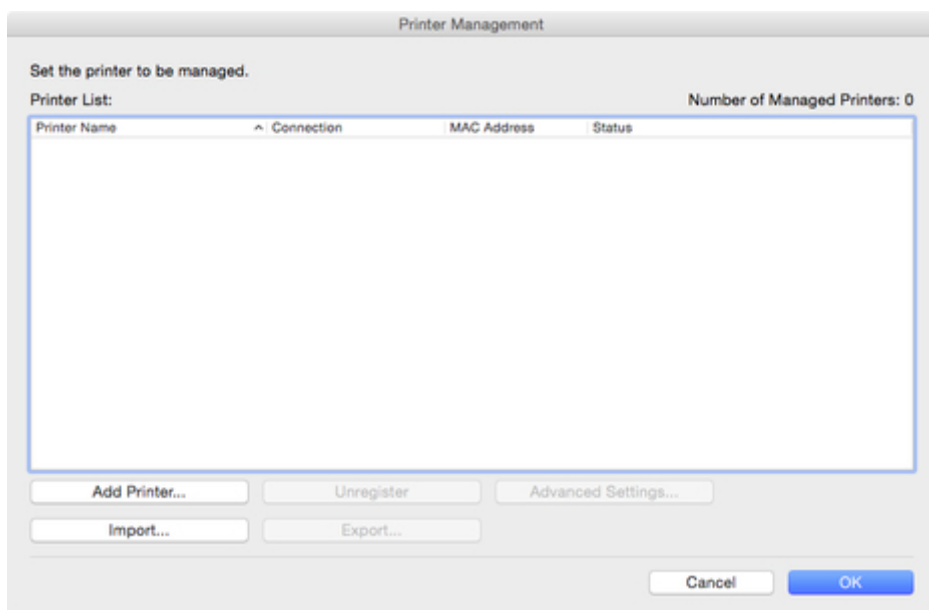 Printer Management
Set the printer to be managed.
Printer List: Number of Managed Printers: 0
Printer Name Connection MAC Address Status
Add Printer... Unregister Advanced Settings...
Import... Export...
Cancel OK